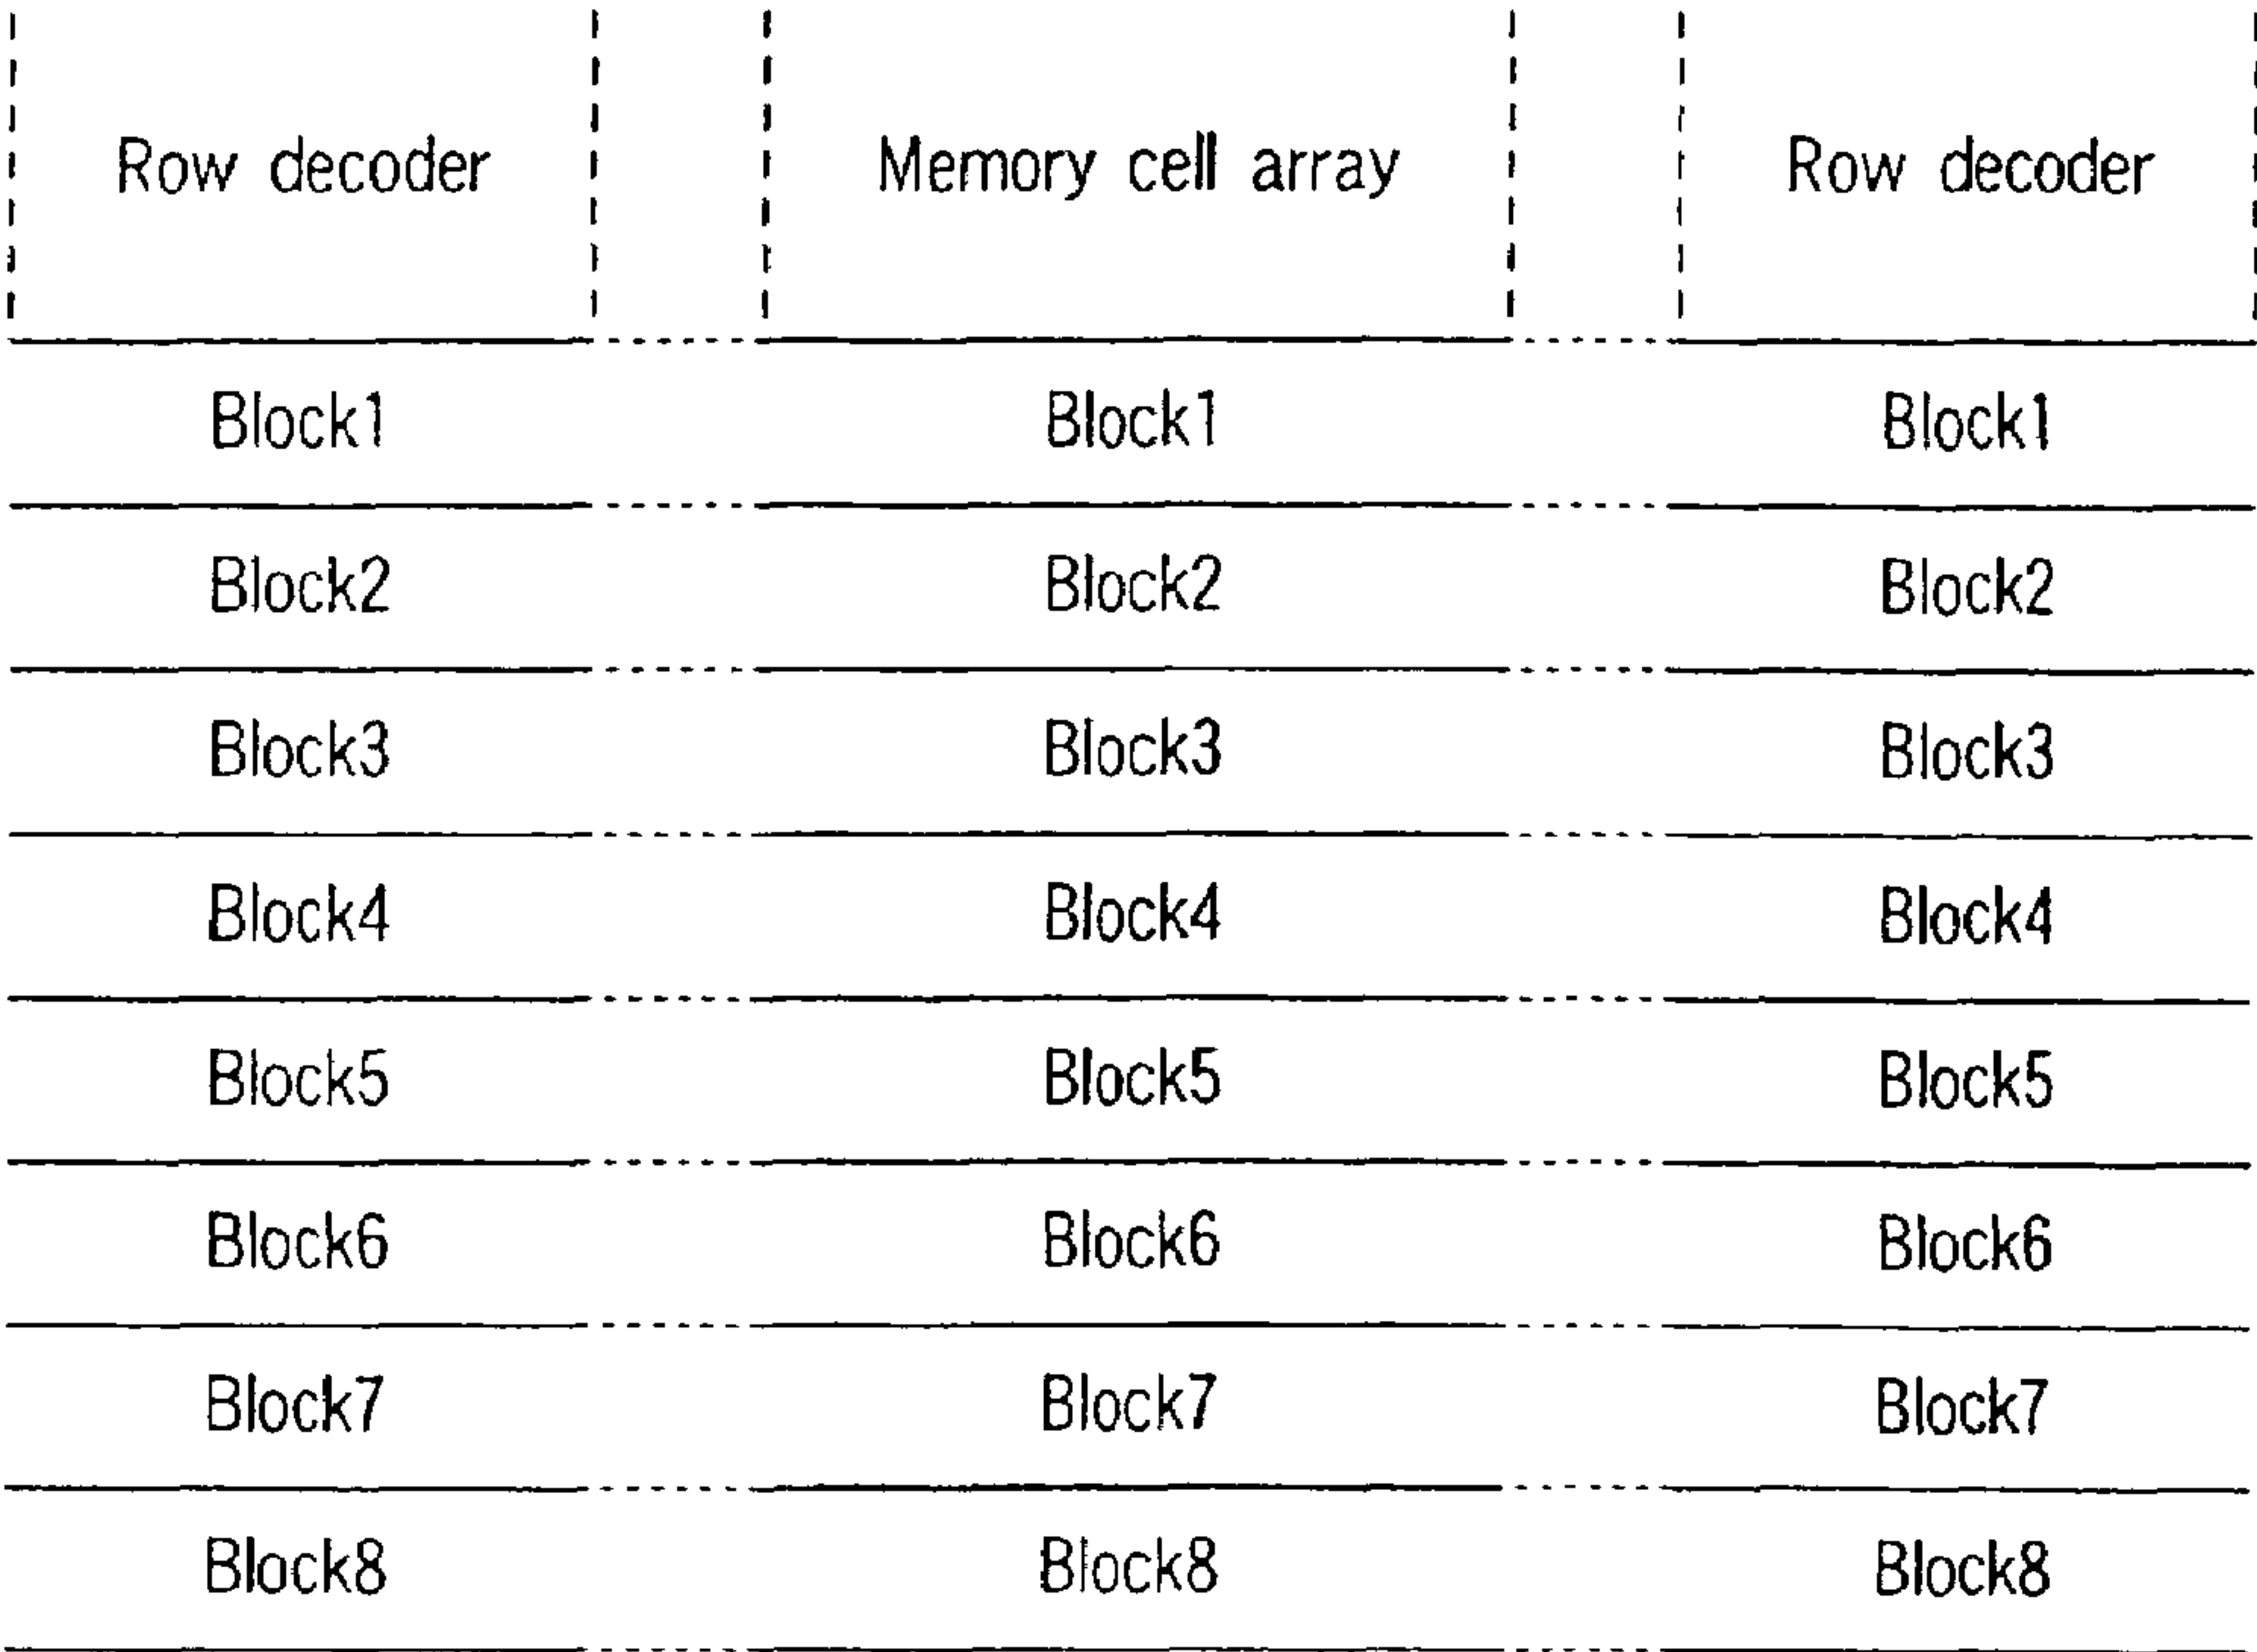 Row decoder Memory cell array Row decoder
Block1 Block1 Block1
Block2 Block2 Block2
Block3 Block3 Block3
Block4 Block4 Block4
Block5 Block5 Block5
Block6 Block6 Block6
Block7 Block7 Block7
Block8 Block8 Block8